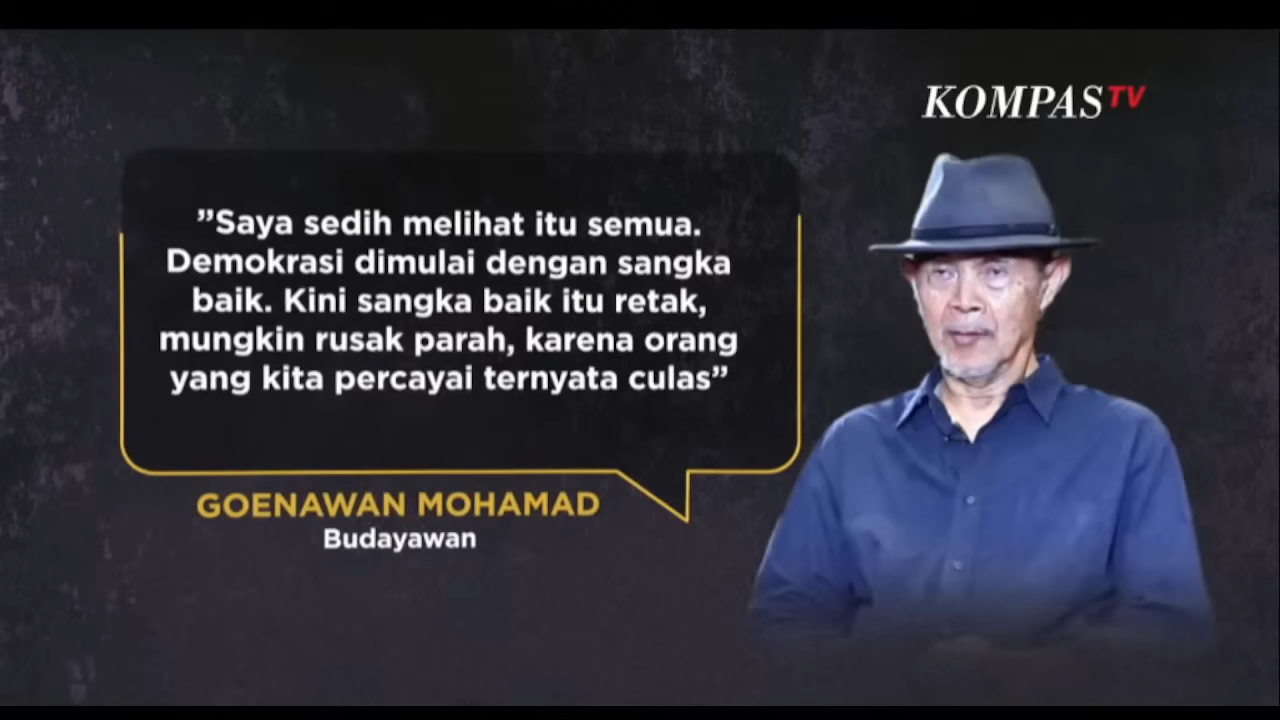 KOMPASTV
”Saya sedih melihat itu semua.
Demokrasi dimulai dengan sangka
baik. Kini sangka baik itu retak,
mungkin rusak parah, karena orang
yang kita percayai ternyata culas”
GOENAWAN MOHAMAD
Budayawan